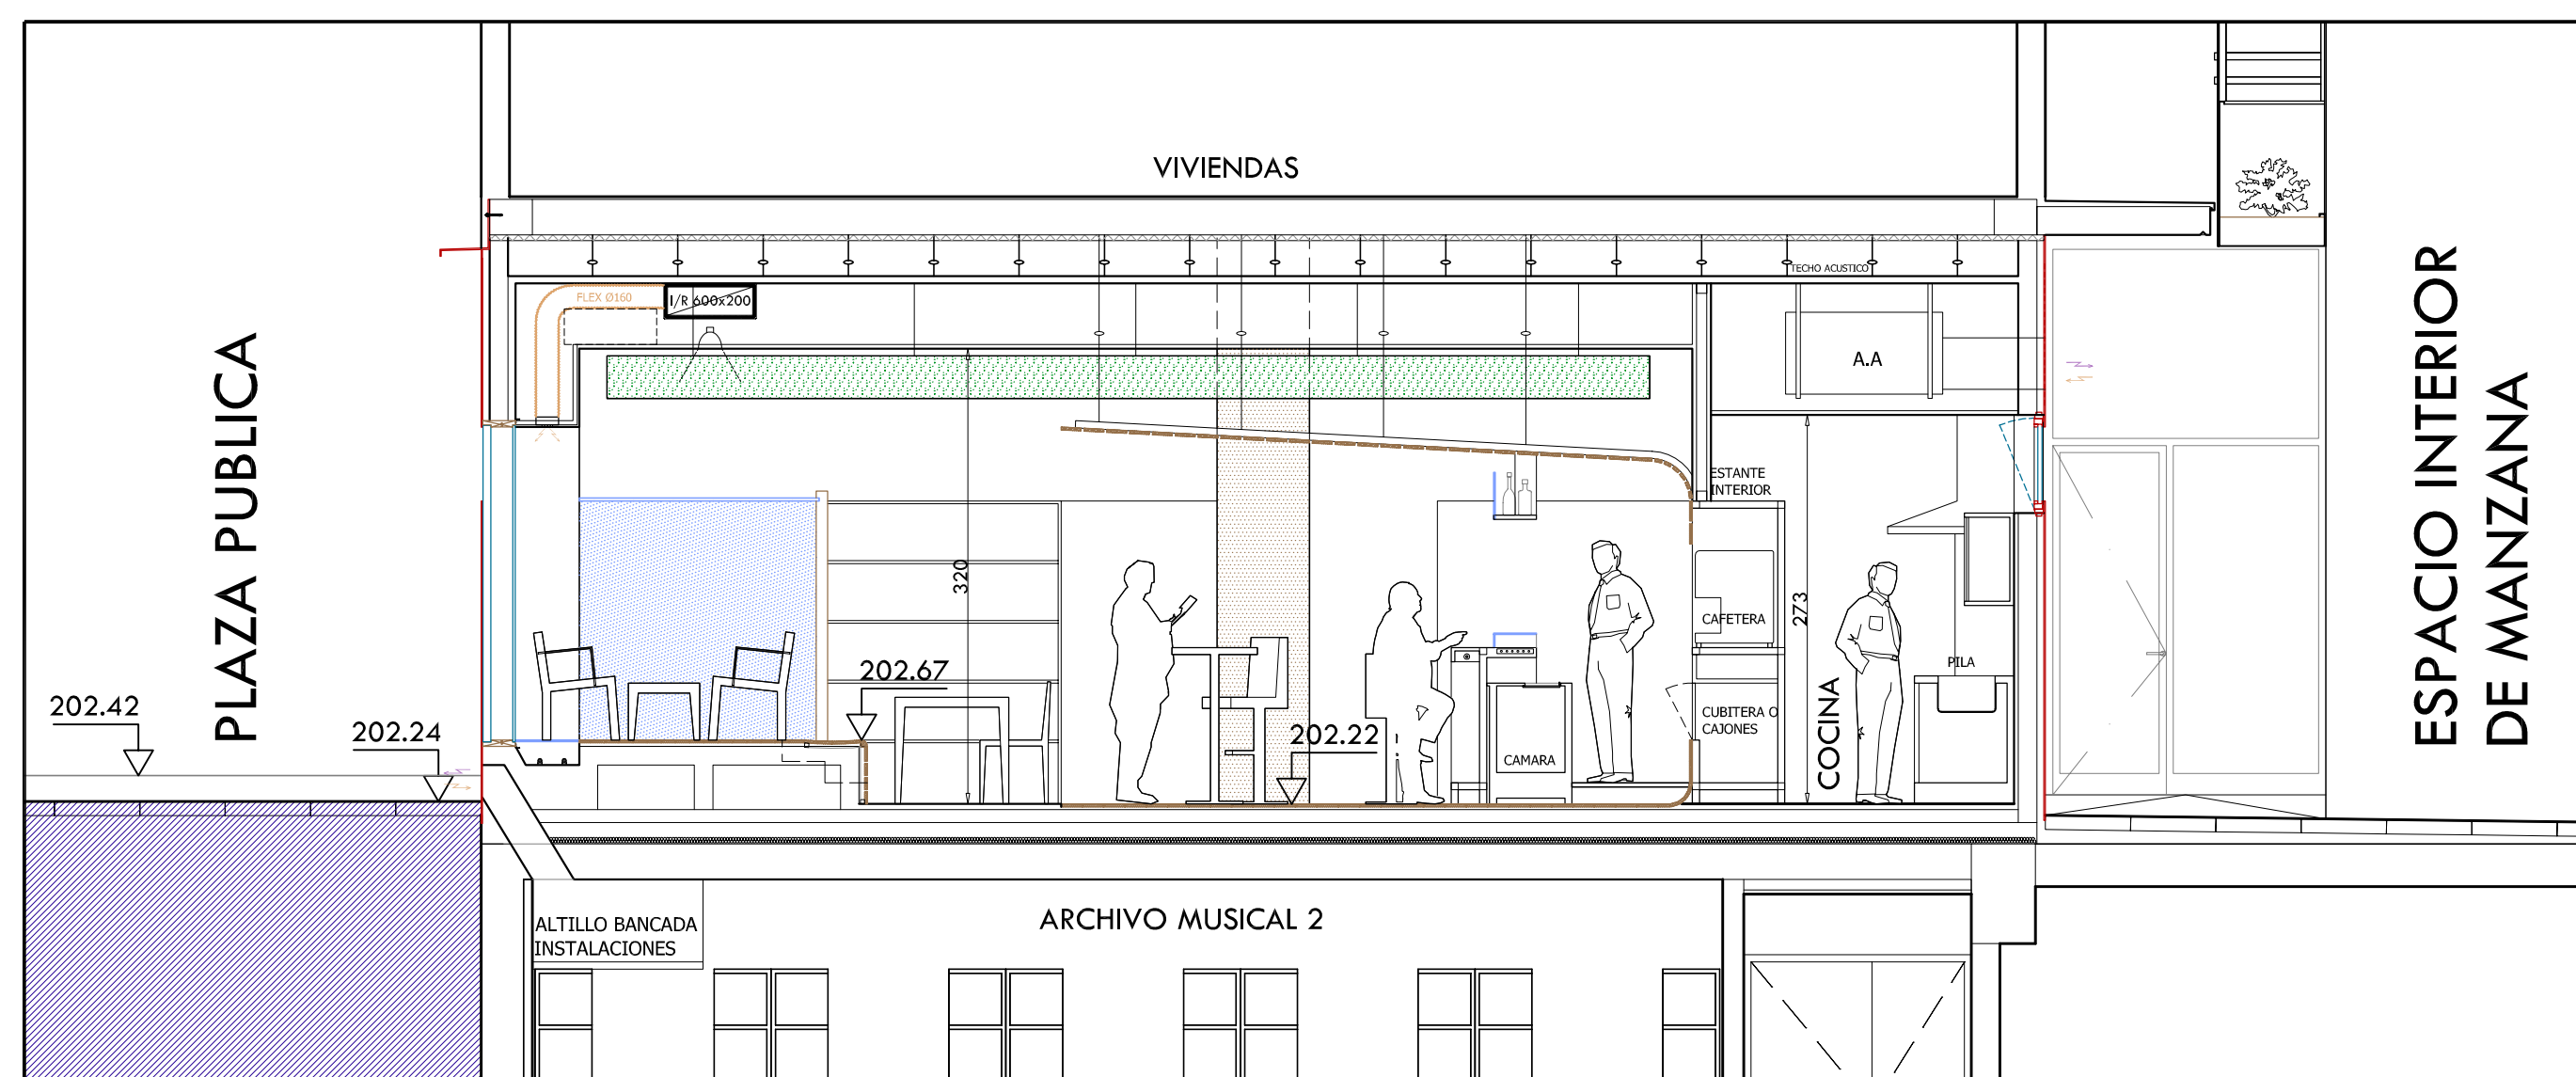 VIVIENDAS
TECHO ACUSTICO
FLEX Ø160
I/R 600x200
A.A
PLAZA PUBLICA
ESPACIO INTERIOR
DE MANZANA
ESTANTE
INTERIOR
320
273
CAFETERA
202.67
202.42
202.24
202.22
PILA
CUBITERA O
CAJONES
COCINA
CAMARA
ALTILLO BANCADA
INSTALACIONES
ARCHIVO MUSICAL 2